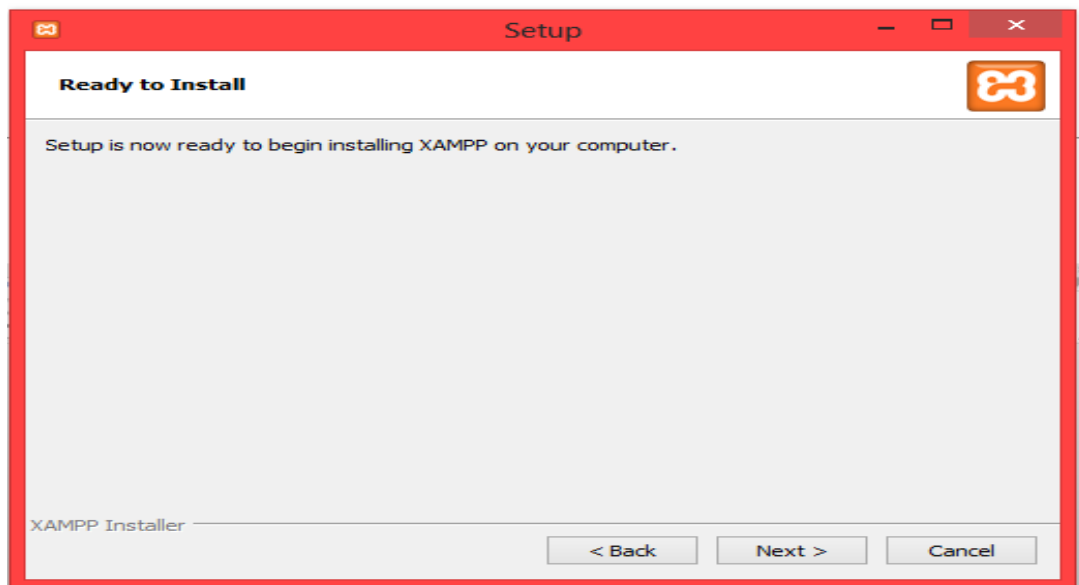 Setup
Ready to Install
Setup is now ready to begin installing XAMPP on your computer.
XAMPP Installer
< Back
Next >
Cancel